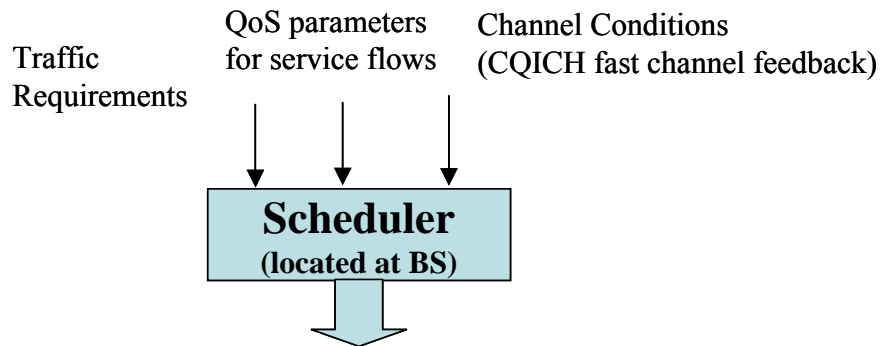 Traffic
Requirements
QoS parameters
for service flows
Channel Conditions
(CQICH fast channel feedback)
Scheduler
(located at BS)